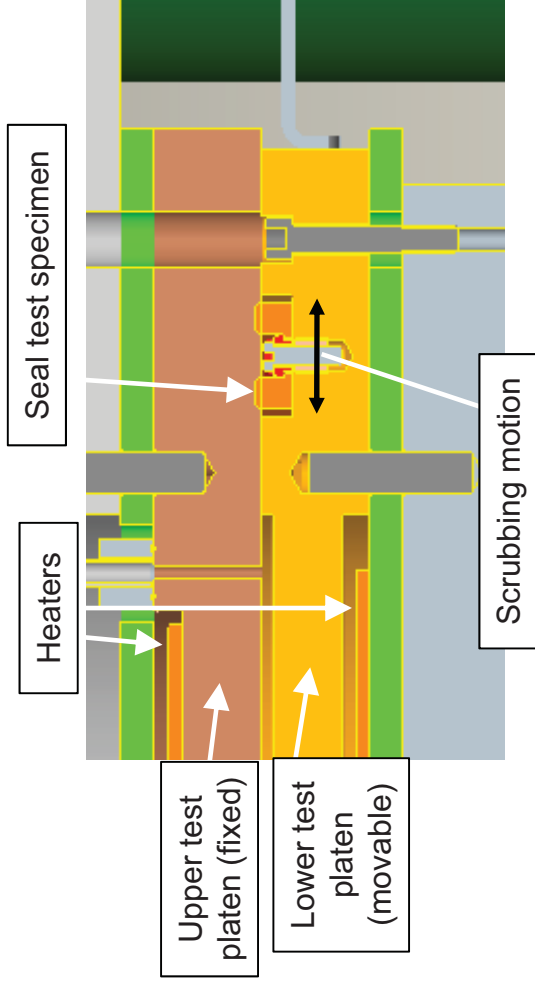 Seal test specimen
Heaters
Upper test
platen (fixed)
Lower test
platen
(movable)
Scrubbing motion